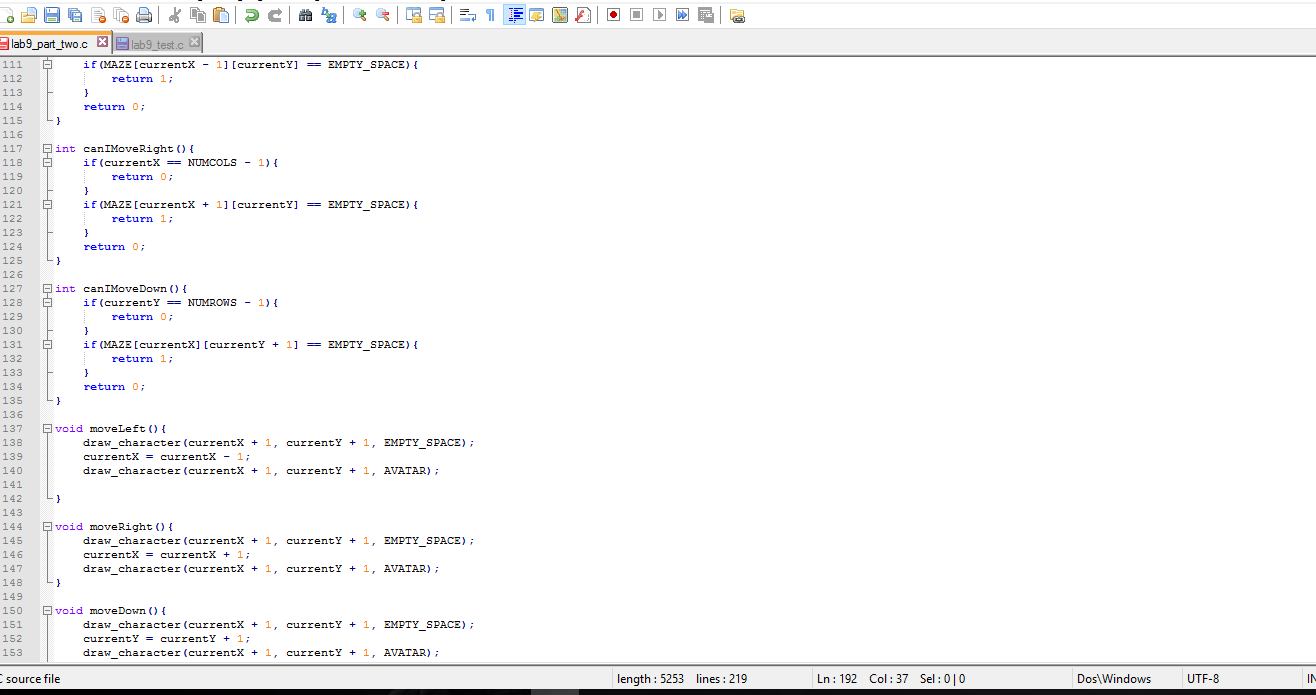 lab9_part_two.c lab9_test.c
111 if(MAZE[currentX - 1][currentY] == EMPTY_SPACE){
112 return 1;
113 }
114 return 0;
115 }
116
117 int canIMoveRight(){
118 if(currentX == NUMCOLS - 1){
119 return 0;
120 }
121 if(MAZE[currentX + 1][currentY] == EMPTY_SPACE){
122 return 1;
123 }
124 return 0;
125 }
126
127 int canIMoveDown(){
128 if(currentY == NUMROWS - 1){
129 return 0;
130 }
131 if(MAZE[currentX][currentY + 1] == EMPTY_SPACE){
132 return 1;
133 }
134 return 0;
135 }
136
137 void moveLeft(){
138 draw_character(currentX + 1, currentY + 1, EMPTY_SPACE);
139 currentX = currentX - 1;
140 draw_character(currentX + 1, currentY + 1, AVATAR);
141
142 }
143
144 void moveRight(){
145 draw_character(currentX + 1, currentY + 1, EMPTY_SPACE);
146 currentX = currentX + 1;
147 draw_character(currentX + 1, currentY + 1, AVATAR);
148 }
149
150 void moveDown(){
151 draw_character(currentX + 1, currentY + 1, EMPTY_SPACE);
152 currentY = currentY + 1;
153 draw_character(currentX + 1, currentY + 1, AVATAR);
C source file length : 5253 lines : 219 Ln : 192 Col : 37 Sel : 0 | 0 Dos\Windows UTF-8